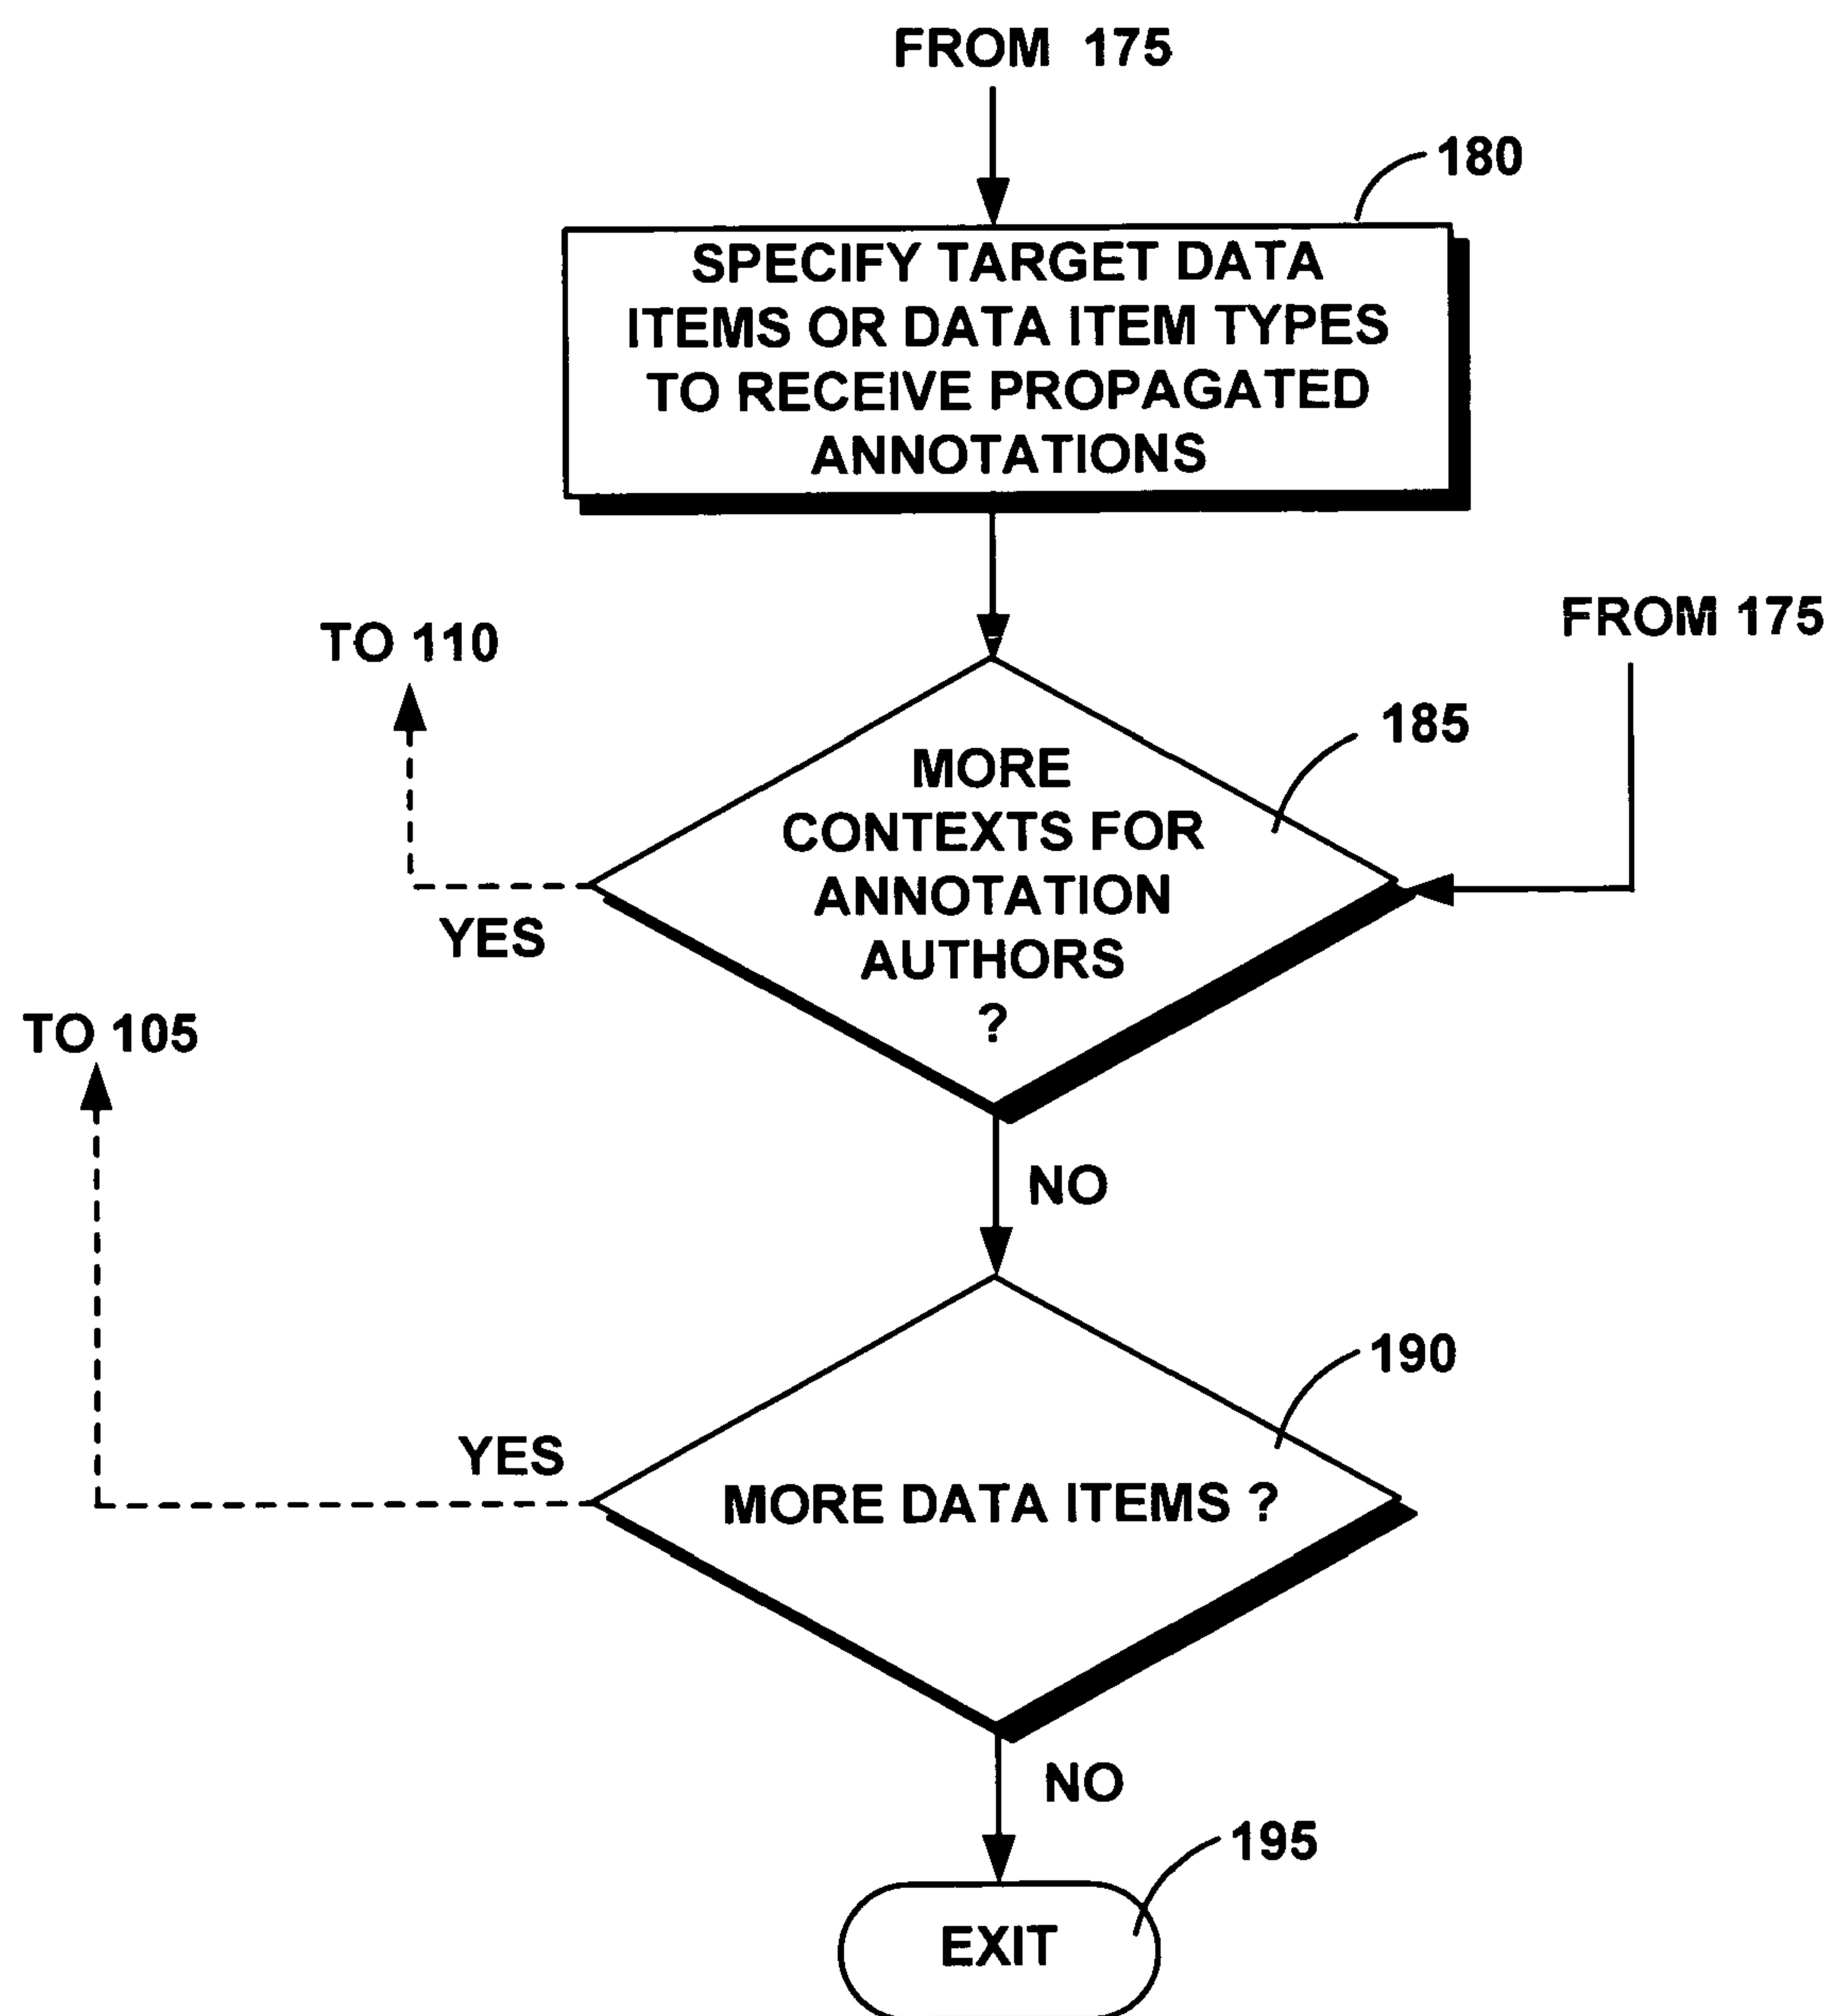 FROM 175
180
SPECIFY TARGET DATA
ITEMS OR DATA ITEM TYPES
TO RECEIVE PROPAGATED
ANNOTATIONS
FROM 175
TO 110
185
MORE
CONTEXTS FOR
ANNOTATION
AUTHORS
?
YES
TO 105
NO
190
YES
MORE DATA ITEMS ?
NO
195
EXIT